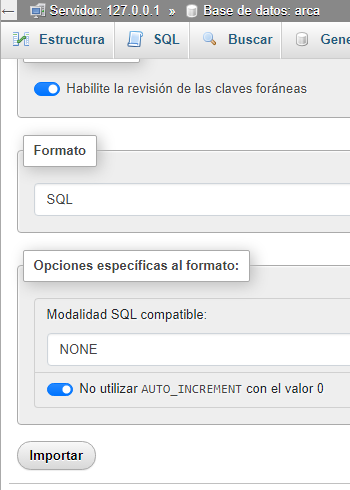 ← Servidor: 127.0.0.1 » Base de datos: arca
Estructura SQL Buscar
Habilite la revisión de las claves foráneas
Formato
SQL
Opciones específicas al formato:
Modalidad SQL compatible:
NONE
No utilizar AUTO_INCREMENT con el valor 0
Importar